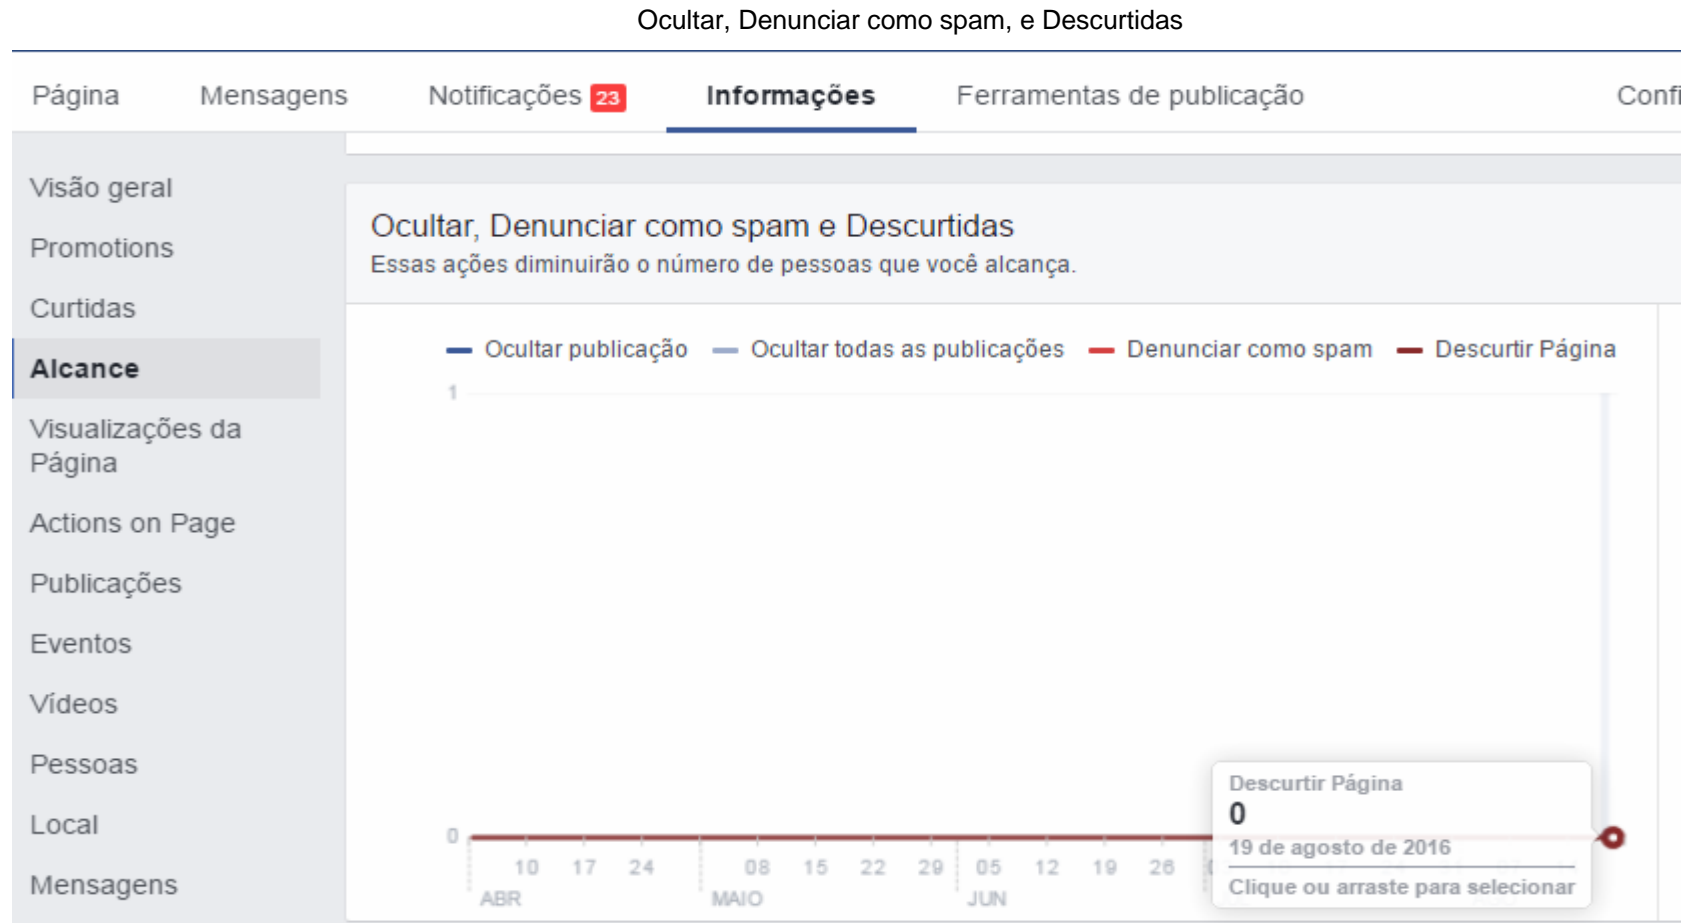 Ocultar, Denunciar como spam, e Descurtidas
Página Mensagens Notificações 23 Informações Ferramentas de publicação Confi
Visão geral
Promotions
Curtidas
Alcance
Visualizações da
Página
Actions on Page
Publicações
Eventos
Vídeos
Pessoas
Local
Mensagens
Ocultar, Denunciar como spam e Descurtidas
Essas ações diminuirão o número de pessoas que você alcança.
Ocultar publicação Ocultar todas as publicações Denunciar como spam Descurtir Página
1
0
10 17 24 08 15 22 29 05 12 19 26
ABR MAIO JUN
Descurtir Página
0
19 de agosto de 2016
Clique ou arraste para selecionar